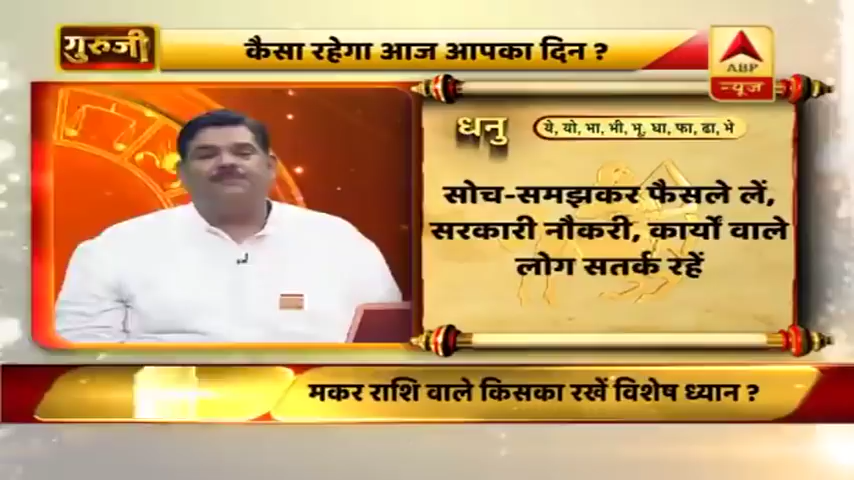 गुरुजी
कैसा रहेगा आज आपका दिन ?
ABP
न्यूज़
धनु
ये, यो, भा, भी, भू, धा, फा, ढा, भे
सोच-समझकर फैसले लें,
सरकारी नौकरी, कार्यों वाले
लोग सतर्क रहें
मकर राशि वाले किसका रखें विशेष ध्यान ?